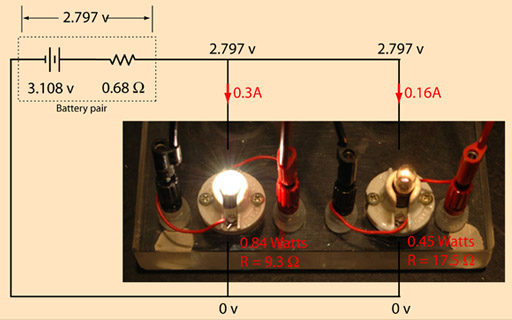 2.797 v
2.797 v
2.797 v
3.108 v
0.68 Ω
Battery pair
0.3A
0.16A
0.84 Watts
R = 9.3 Ω
0.45 Watts
R = 17.5 Ω
0 v
0 v